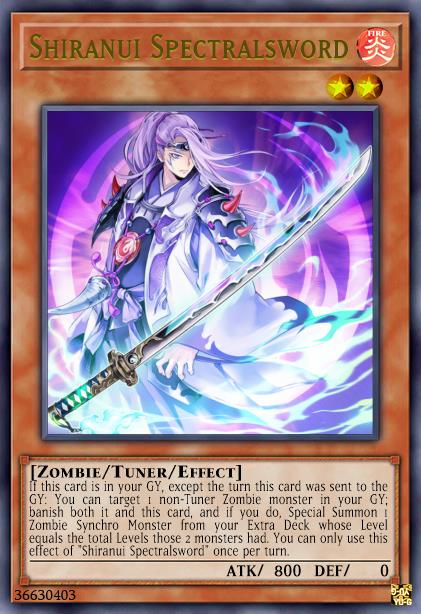 SHIRANUI SPECTRALSWORD
FIRE
炎
[ZOMBIE/TUNER/EFFECT]
If this card is in your GY, except the turn this card was sent to the
GY: You can target 1 non-Tuner Zombie monster in your GY;
banish both it and this card, and if you do, Special Summon 1
Zombie Synchro Monster from your Extra Deck whose Level
equals the total Levels those 2 monsters had. You can only use this
effect of "Shiranui Spectralsword" once per turn.
ATK/ 800 DEF/ 0
36630403